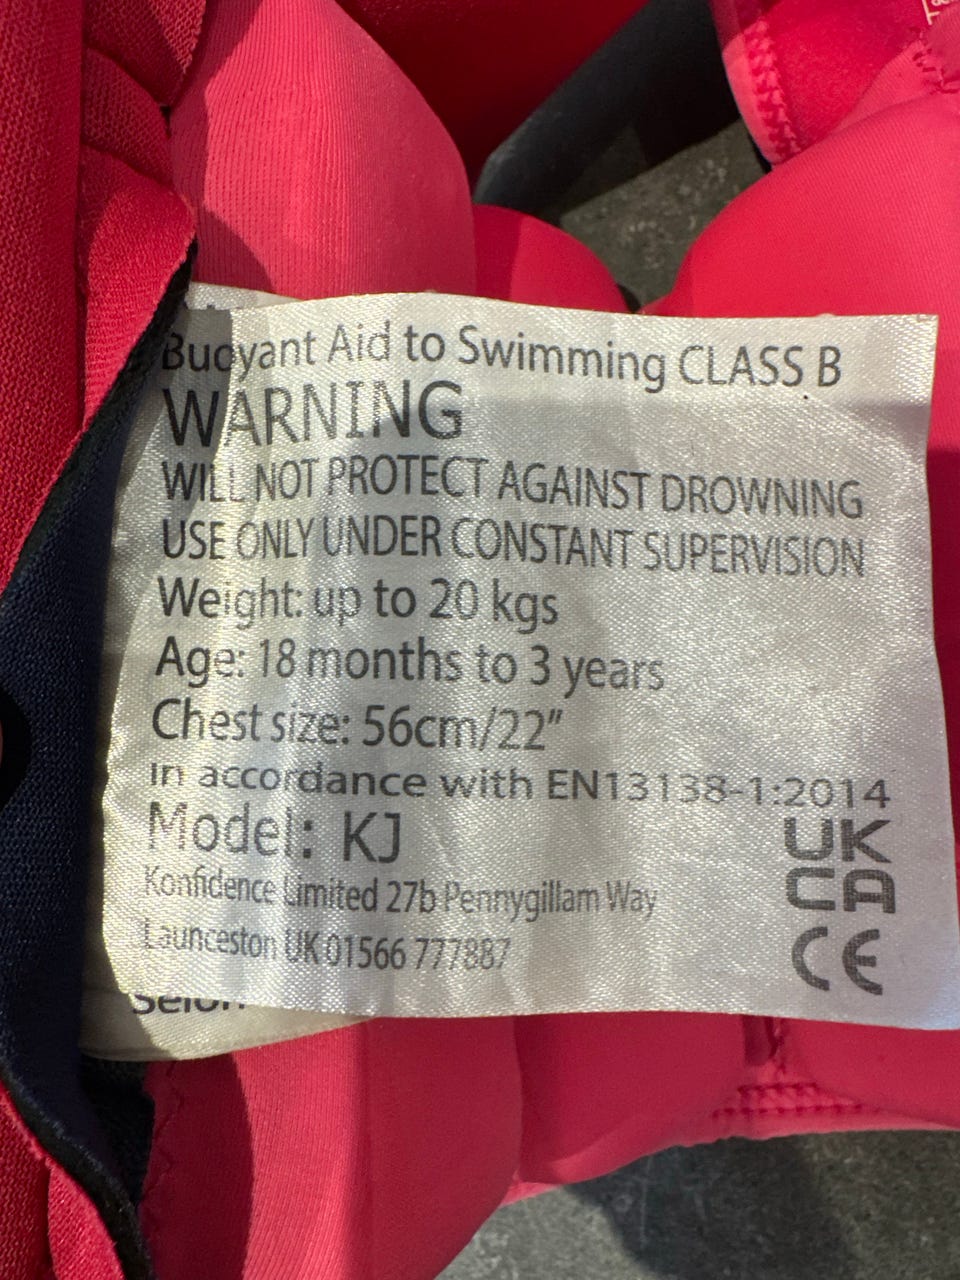 Buoyant Aid to Swimming CLASS B
WARNING
WILL NOT PROTECT AGAINST DROWNING
USE ONLY UNDER CONSTANT SUPERVISION
Weight: up to 20 kgs
Age: 18 months to 3 years
Chest size: 56cm/22″
In accordance with EN13138-1:2014
Model: KJ
Konfidence Limited 27b Pennygillam Way
Launceston UK 01566 777887
UK
CA
CE